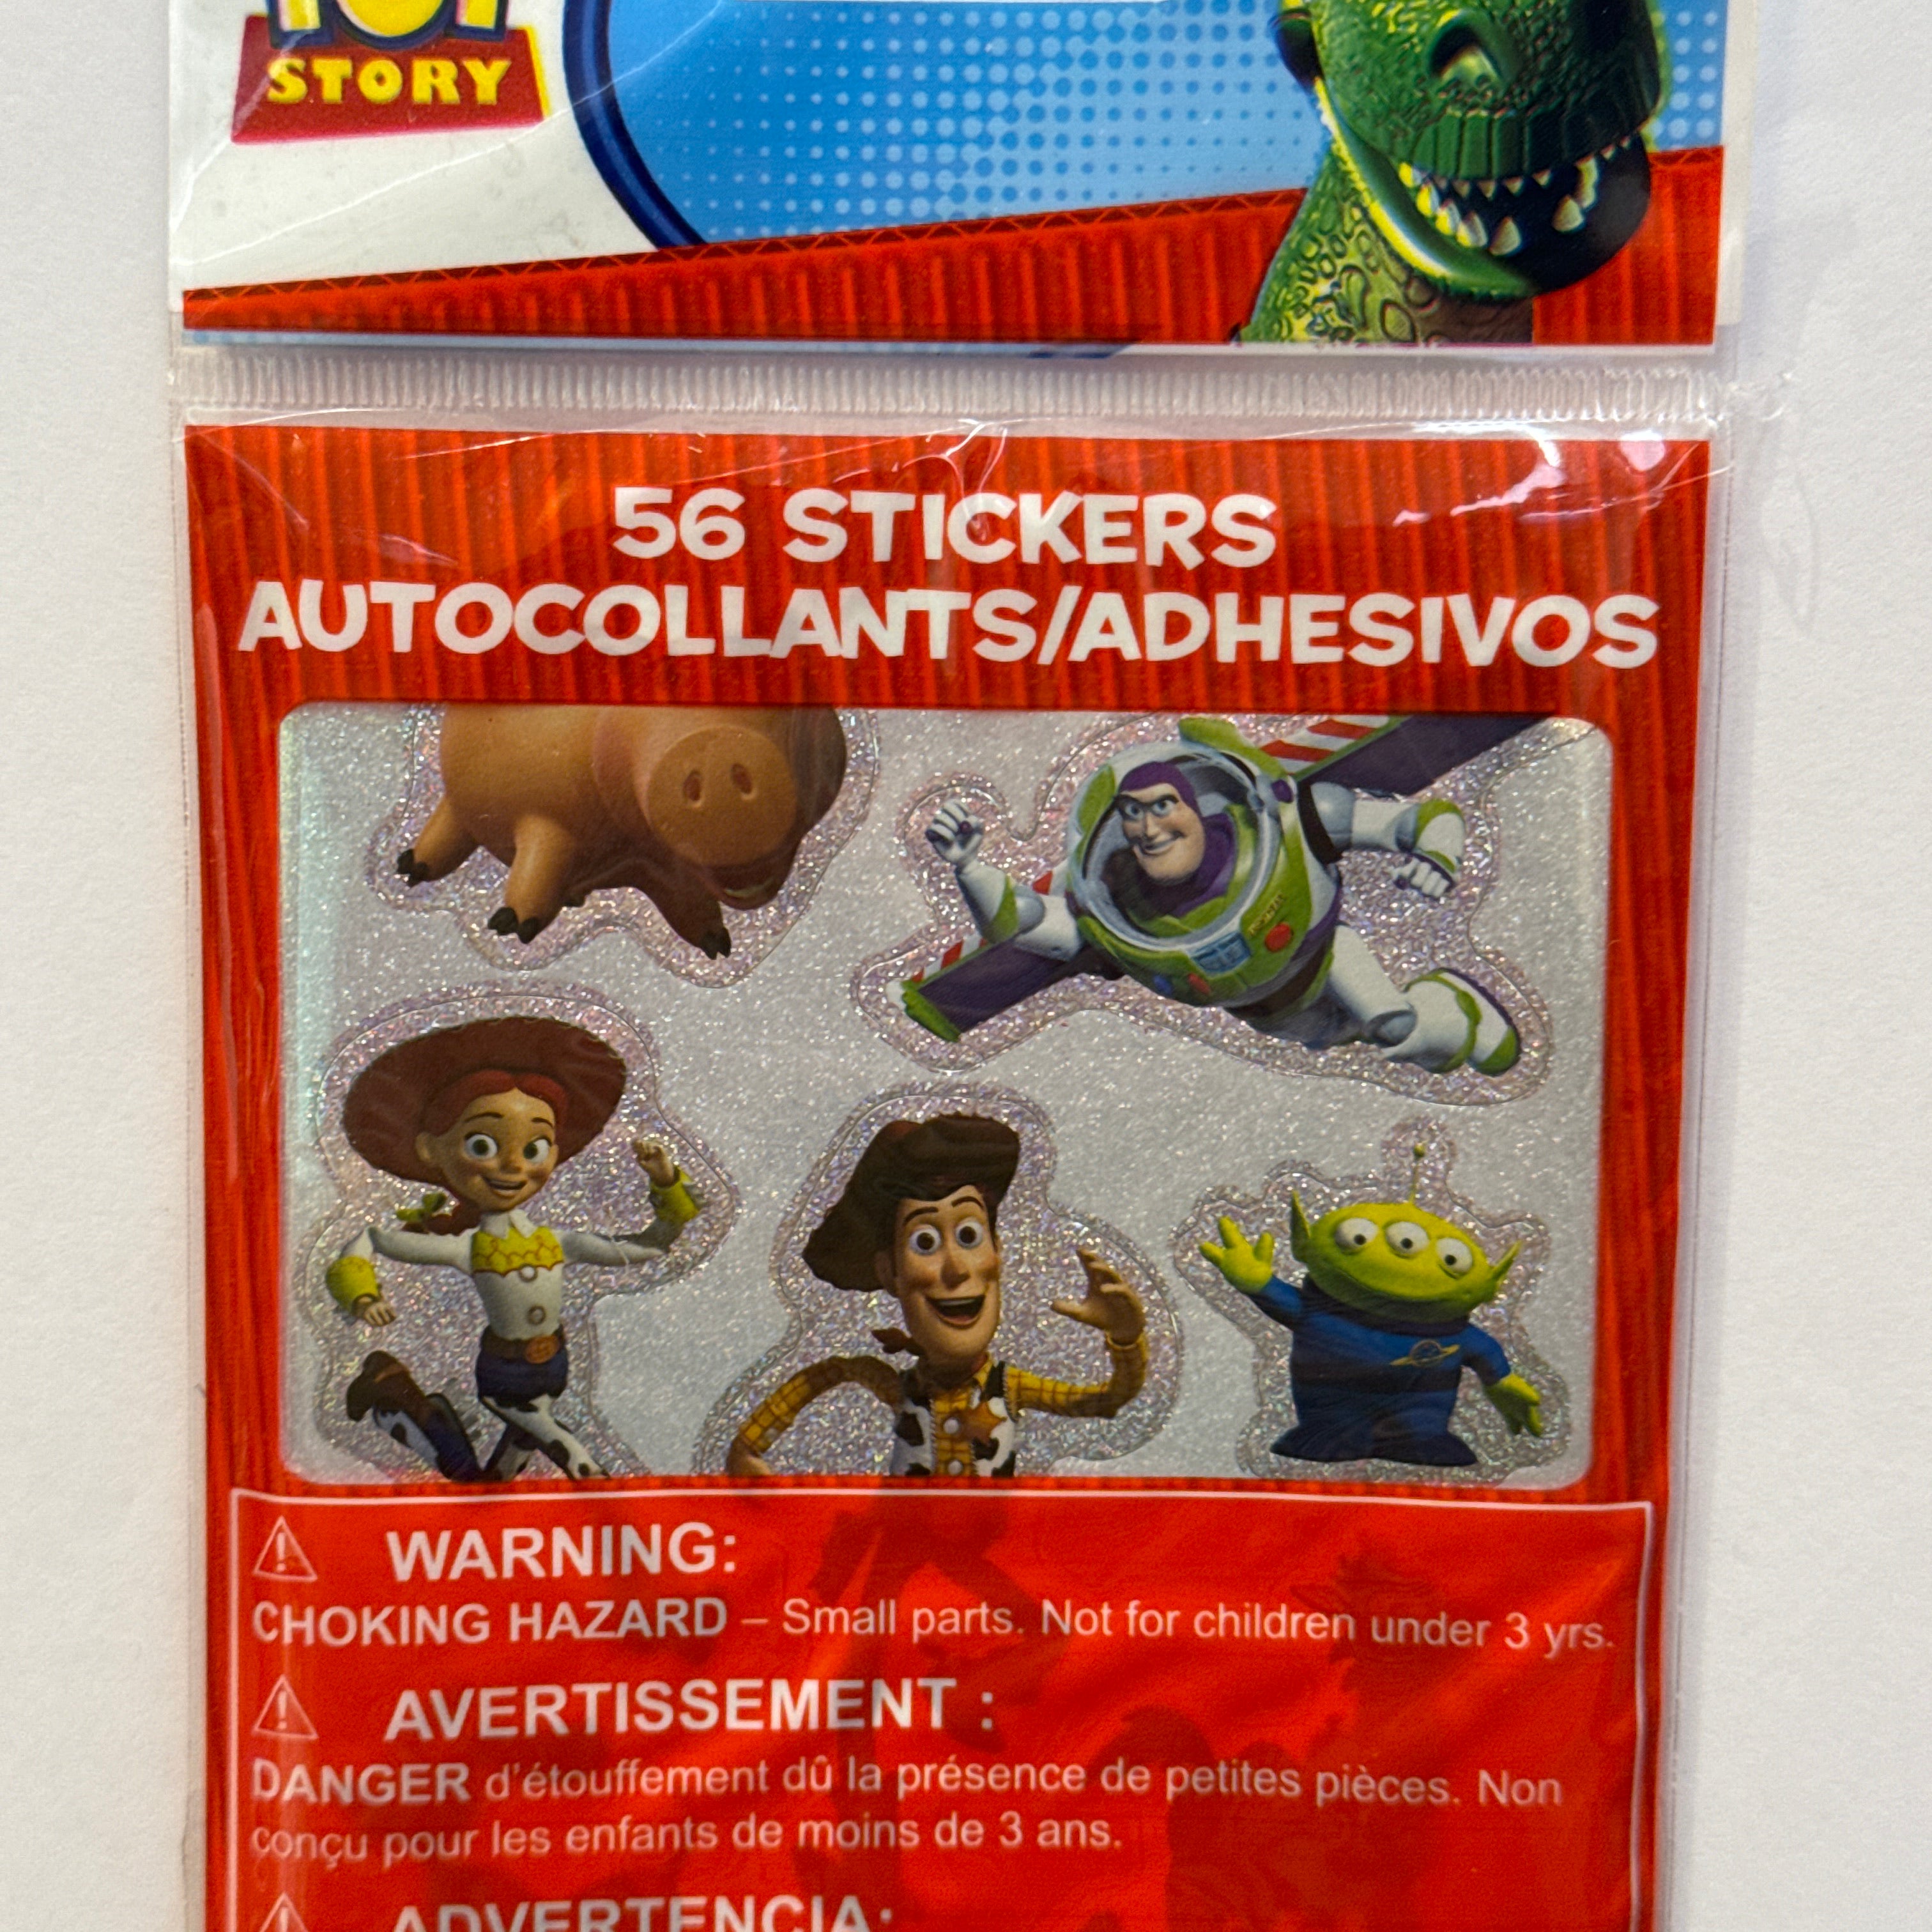 TOY
STORY
56 STICKERS
AUTOCOLLANTS/ADHESIVOS
WARNING:
CHOKING HAZARD – Small parts. Not for children under 3 yrs.
AVERTISSEMENT :
DANGER d'étouffement dû la présence de petites pièces. Non
conçu pour les enfants de moins de 3 ans.
ADVERTENCIA: